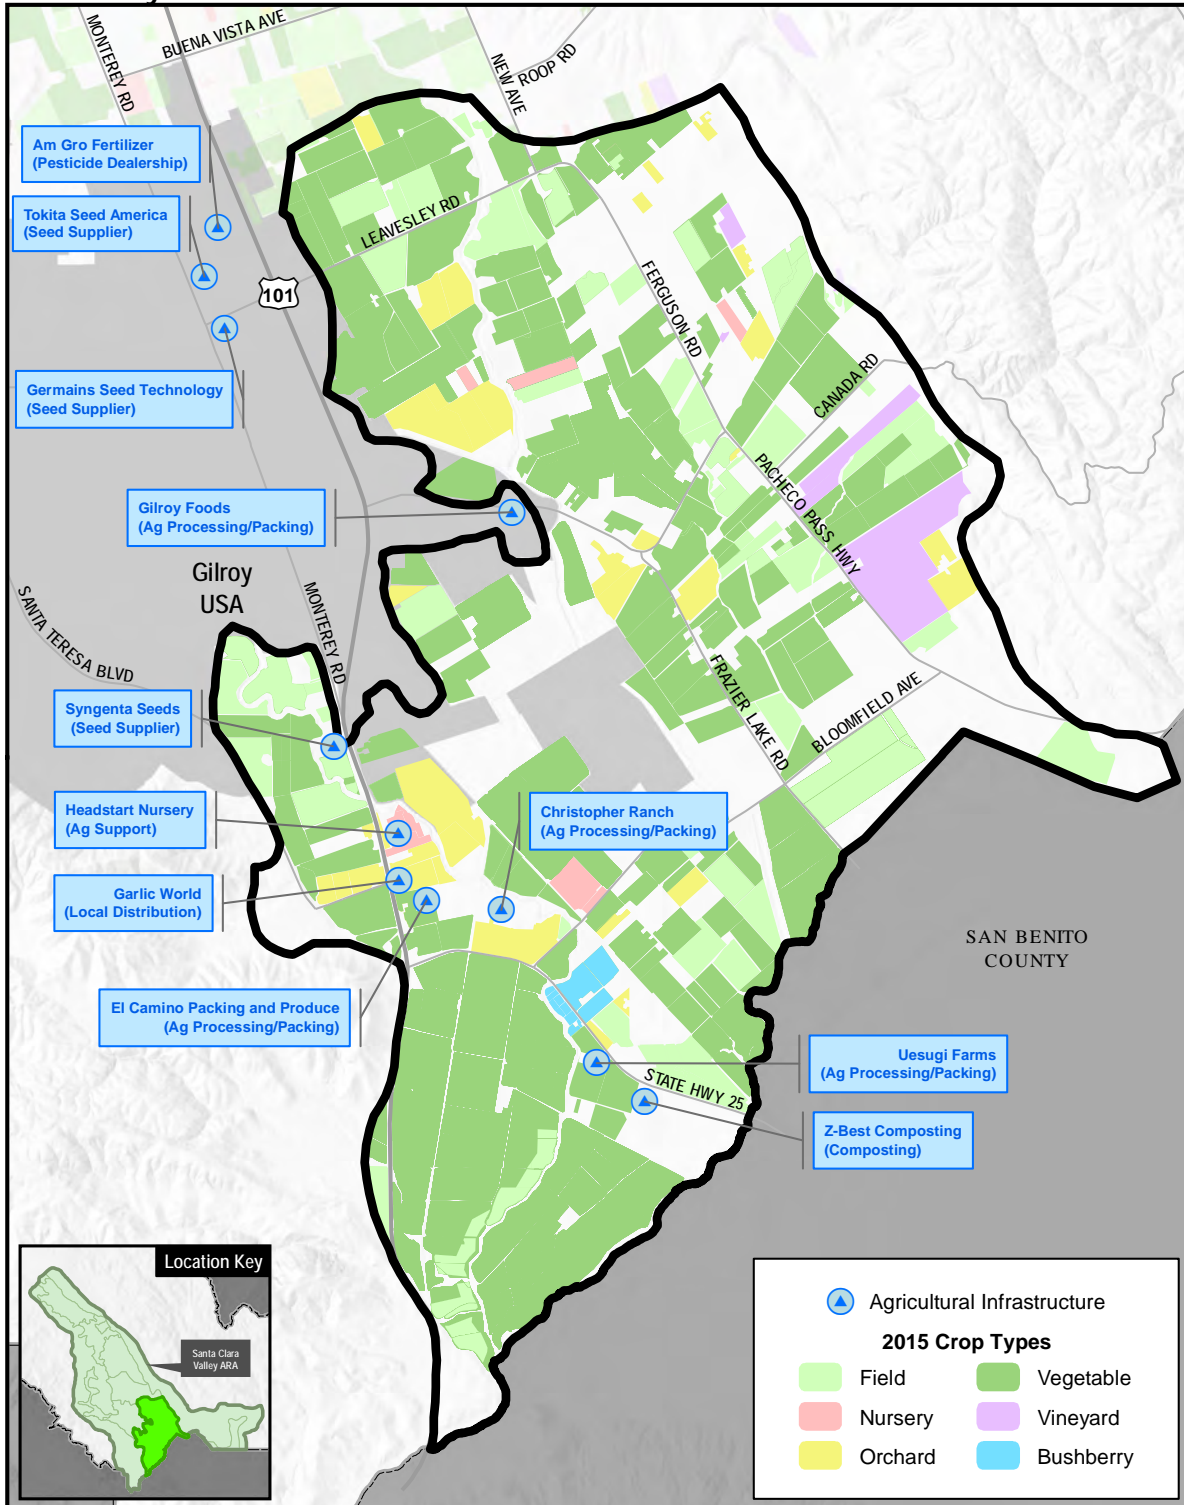 MONTEREY RD
BUENA VISTA AVE
NEW AVE
ROOP RD
Am Gro Fertilizer
(Pesticide Dealership)
Tokita Seed America
(Seed Supplier)
LEAVESLEY RD
101
FERGUSON RD
Germains Seed Technology
(Seed Supplier)
CANADA RD
Gilroy Foods
(Ag Processing/Packing)
PACHECO PASS HWY
Gilroy
USA
SANTA TERESA BLVD
MONTEREY RD
FRAZIER LAKE RD
BLOOMFIELD AVE
Syngenta Seeds
(Seed Supplier)
Headstart Nursery
(Ag Support)
Christopher Ranch
(Ag Processing/Packing)
Garlic World
(Local Distribution)
SAN BENITO
COUNTY
El Camino Packing and Produce
(Ag Processing/Packing)
Uesugi Farms
(Ag Processing/Packing)
STATE HWY 25
Z-Best Composting
(Composting)
Location Key
Santa Clara
Valley ARA
Agricultural Infrastructure
2015 Crop Types
Field
Vegetable
Nursery
Vineyard
Orchard
Bushberry